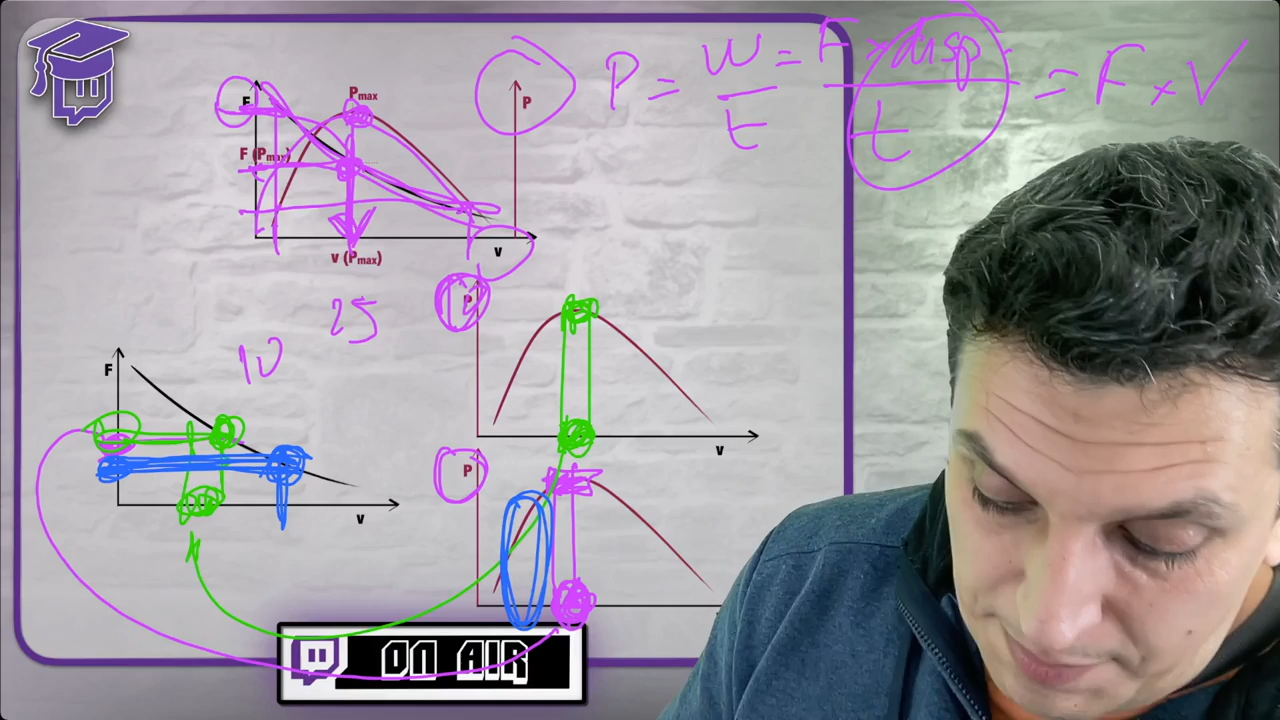 P = W/t = F × disp/t = F × V
F
Pmax
P
F (Pmax)
v
v (Pmax)
25
P
10
F
v
P
v
ON AIR